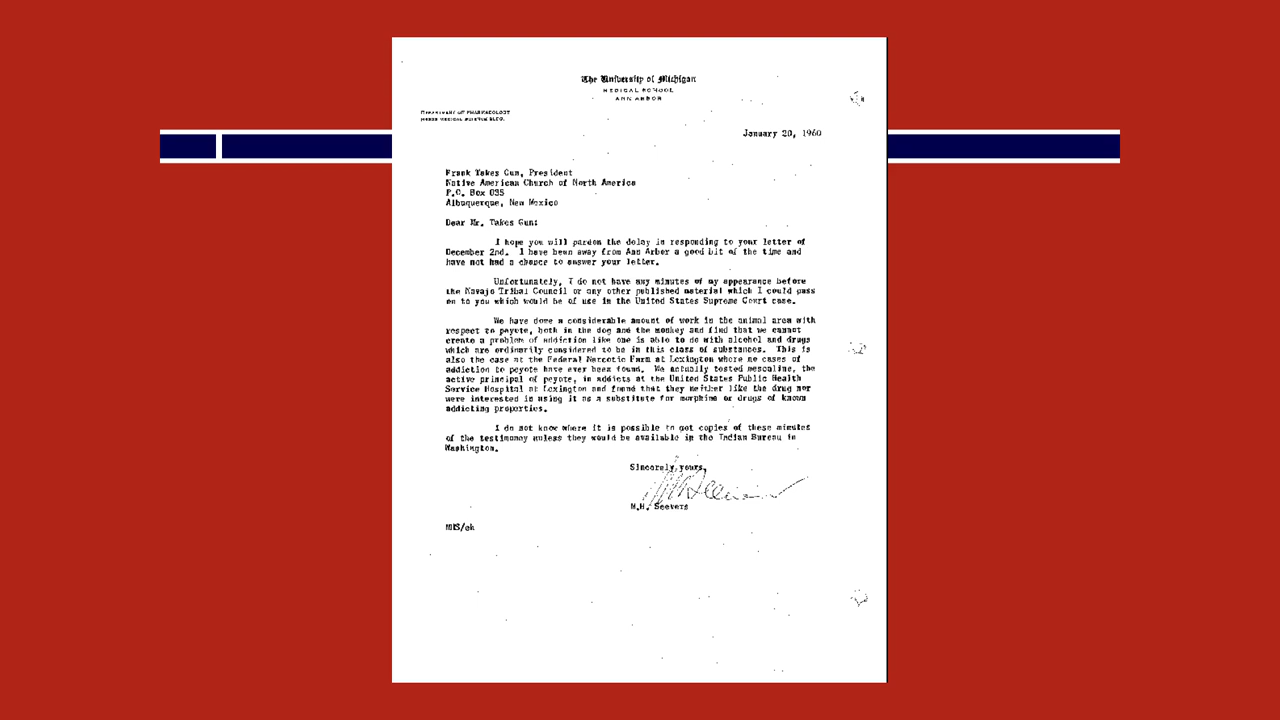 The University of Michigan
MEDICAL SCHOOL
ANN ARBOR
DEPARTMENT OF PHARMACOLOGY
January 20, 1960
Frank Takes Gun, President
Native American Church of North America
P.O. Box 035
Albuquerque, New Mexico
Dear Mr. Takes Gun:
I hope you will pardon the delay in responding to your letter of
December 2nd. I have been away from Ann Arbor a good bit of the time and
have not had a chance to answer your letter.
Unfortunately, I do not have any minutes of my appearance before
the Navajo Tribal Council or any other published material which I could pass
on to you which would be of use in the United States Supreme Court case.
We have done a considerable amount of work in the animal area with
respect to peyote, both in the dog and the monkey and find that we cannot
create a problem of addiction like one is able to do with alcohol and drugs
which are ordinarily considered to be in this class of substances. This is
also the case at the Federal Narcotic Farm at Lexington where no cases of
addiction to peyote have ever been found. We actually tested mescaline, the
active principal of peyote, in addicts at the United States Public Health
Service Hospital at Lexington and found that they neither like the drug nor
were interested in using it as a substitute for morphine or drugs of known
addicting properties.
I do not know where it is possible to get copies of these minutes
of the testimony unless they would be available in the Indian Bureau in
Washington.
Sincerely yours,
M.H. Seevers
MHS/ek